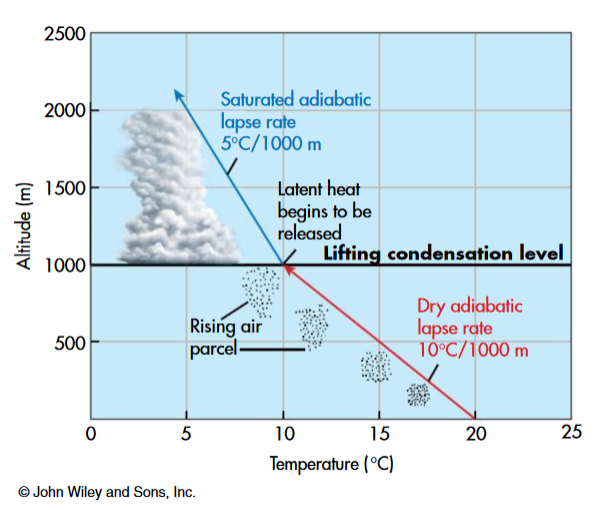 2500
2000
1500
1000
500
Altitude (m)
Saturated adiabatic
lapse rate
5°C/1000 m
Latent heat
begins to be
released
Lifting condensation level
Rising air
parcel
Dry adiabatic
lapse rate
10°C/1000 m
0 5 10 15 20 25
Temperature (°C)
© John Wiley and Sons, Inc.